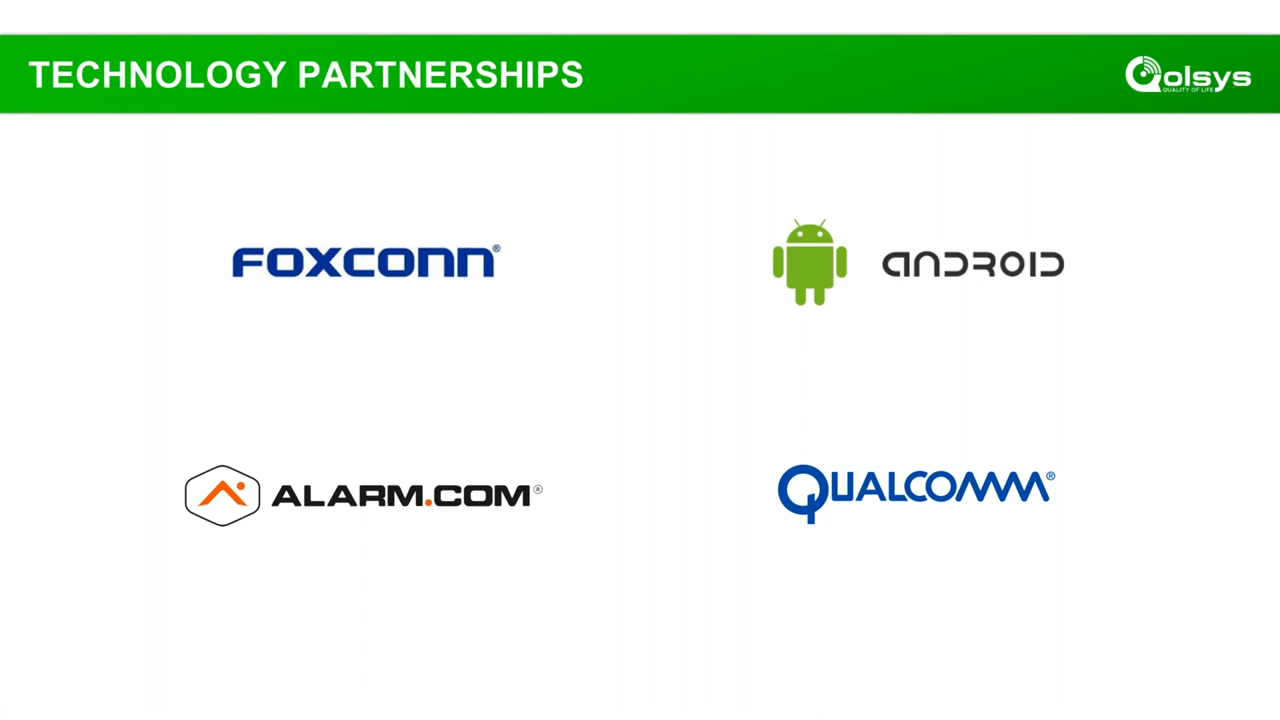 TECHNOLOGY PARTNERSHIPS
Qolsys
QUALITY OF LIFE
FOXCONN®
ANDROID
ALARM.COM®
QUALCOMM®